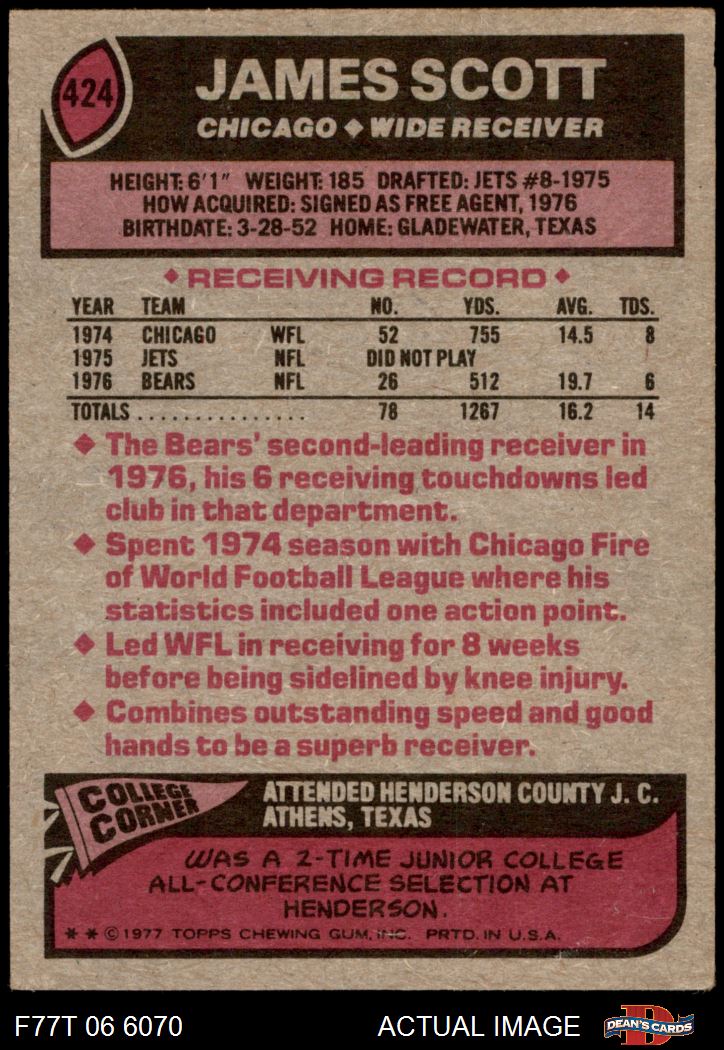 424
JAMES SCOTT
CHICAGO ◆ WIDE RECEIVER
HEIGHT: 6'1" WEIGHT: 185 DRAFTED: JETS #8-1975
HOW ACQUIRED: SIGNED AS FREE AGENT, 1976
BIRTHDATE: 3-28-52 HOME: GLADEWATER, TEXAS
◆ RECEIVING RECORD ◆
YEAR TEAM NO. YDS. AVG. TDS.
1974 CHICAGO WFL 52 755 14.5 8
1975 JETS NFL DID NOT PLAY
1976 BEARS NFL 26 512 19.7 6
TOTALS ................ 78 1267 16.2 14
◆ The Bears' second-leading receiver in
1976, his 6 receiving touchdowns led
club in that department.
◆ Spent 1974 season with Chicago Fire
of World Football League where his
statistics included one action point.
◆ Led WFL in receiving for 8 weeks
before being sidelined by knee injury.
◆ Combines outstanding speed and good
hands to be a superb receiver.
COLLEGE
CORNER
ATTENDED HENDERSON COUNTY J. C.
ATHENS, TEXAS
WAS A 2-TIME JUNIOR COLLEGE
ALL-CONFERENCE SELECTION AT
HENDERSON.
* * © 1977 TOPPS CHEWING GUM, INC. PRTD. IN U.S.A.
F77T 06 6070
ACTUAL IMAGE
D
DEAN'S CARDS